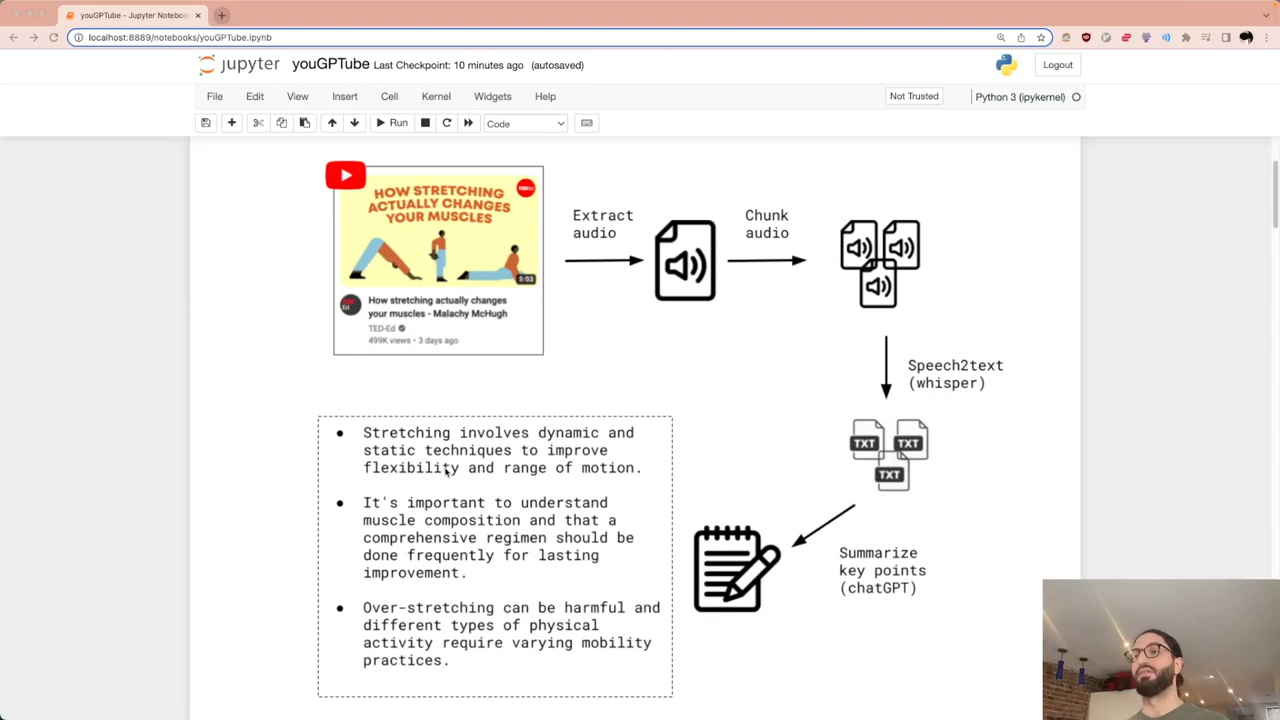 youGPTube - Jupyter Noteboo
localhost:8889/notebooks/youGPTube.ipynb
jupyter youGPTube Last Checkpoint: 10 minutes ago (autosaved)
Logout
File Edit View Insert Cell Kernel Widgets Help
Not Trusted
Python 3 (ipykernel)
Run
Code
HOW STRETCHING
ACTUALLY CHANGES
YOUR MUSCLES
5:03
How stretching actually changes
your muscles - Malachy McHugh
TED-Ed
499K views • 3 days ago
Extract
audio
Chunk
audio
Speech2text
(whisper)
TXT TXT
TXT
Summarize
key points
(chatGPT)
● Stretching involves dynamic and
static techniques to improve
flexibility and range of motion.
● It's important to understand
muscle composition and that a
comprehensive regimen should be
done frequently for lasting
improvement.
● Over-stretching can be harmful and
different types of physical
activity require varying mobility
practices.